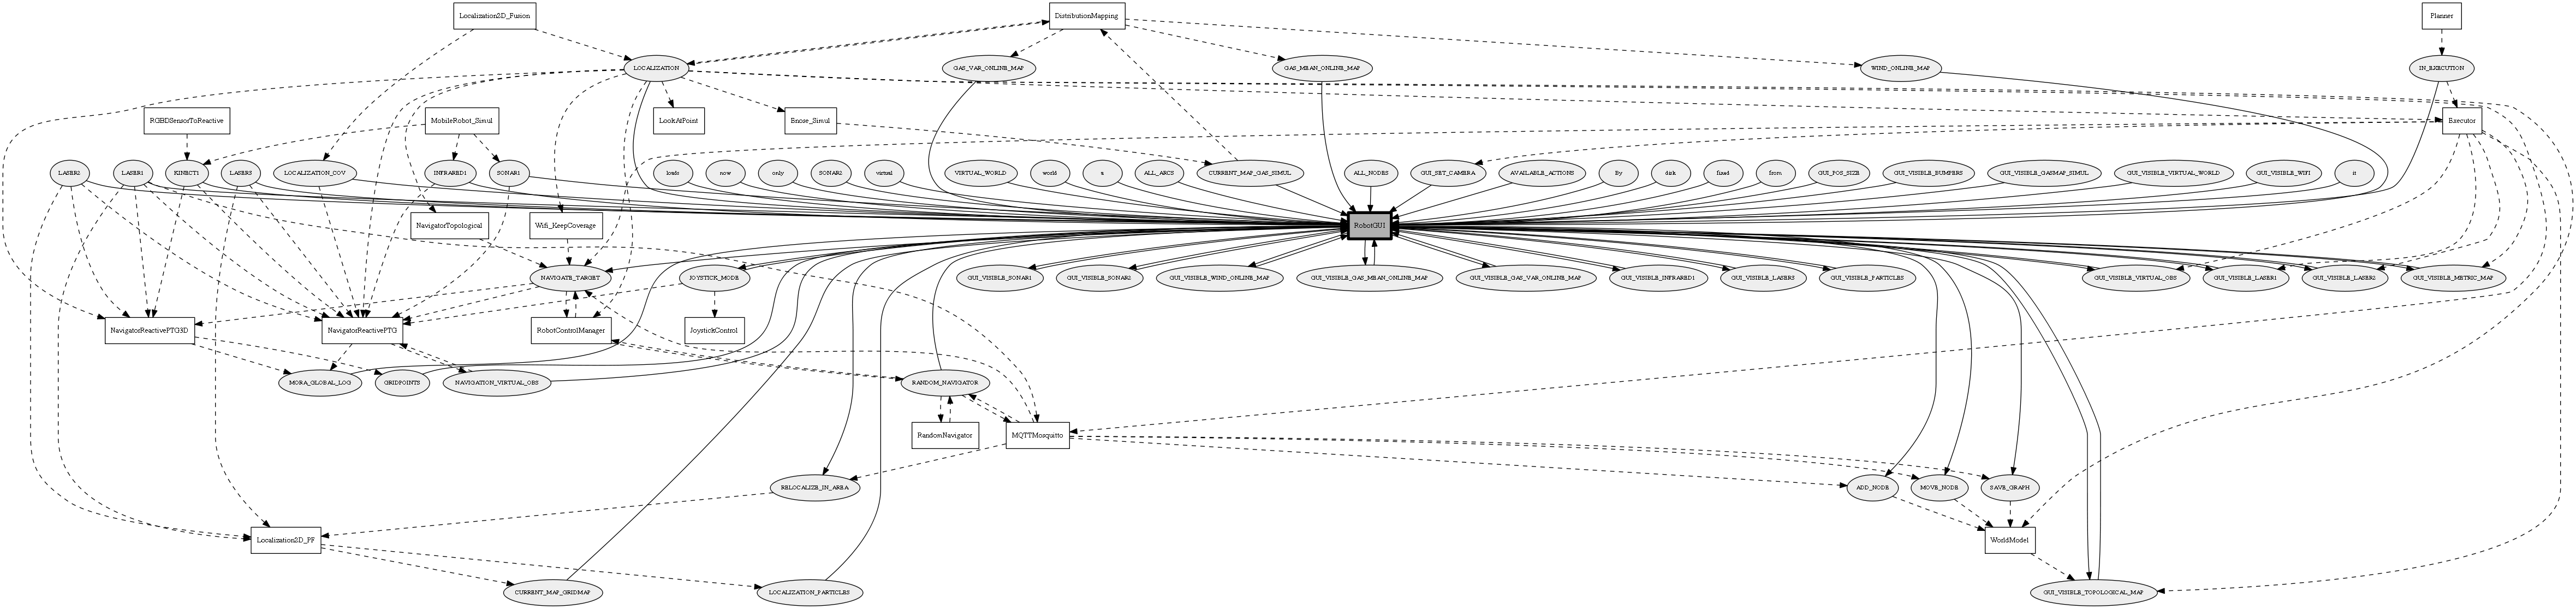 Localization2D_Fusion
DistributionMapping
Planner
LOCALIZATION
GAS_VAR_ONLINE_MAP
GAS_MEAN_ONLINE_MAP
WIND_ONLINE_MAP
IN_EXECUTION
RGBDSensorToReactive
MobileRobot_Simul
LookAtPoint
Enose_Simul
Executor
LASER2
LASER1
KINECT1
LASER3
LOCALIZATION_COV
INFRARED1
SONAR1
loads
now
only
SONAR2
virtual
VIRTUAL_WORLD
world
a
ALL_ARCS
CURRENT_MAP_GAS_SIMUL
ALL_NODES
GUI_SET_CAMERA
AVAILABLE_ACTIONS
By
disk
fixed
from
GUI_POS_SIZE
GUI_VISIBLE_BUMPERS
GUI_VISIBLE_GASMAP_SIMUL
GUI_VISIBLE_VIRTUAL_WORLD
GUI_VISIBLE_WIFI
it
NavigatorTopological
Wifi_KeepCoverage
RobotGUI
NAVIGATE_TARGET
JOYSTICK_MODE
GUI_VISIBLE_SONAR1
GUI_VISIBLE_SONAR2
GUI_VISIBLE_WIND_ONLINE_MAP
GUI_VISIBLE_GAS_MEAN_ONLINE_MAP
GUI_VISIBLE_GAS_VAR_ONLINE_MAP
GUI_VISIBLE_INFRARED1
GUI_VISIBLE_LASER3
GUI_VISIBLE_PARTICLES
GUI_VISIBLE_VIRTUAL_OBS
GUI_VISIBLE_LASER1
GUI_VISIBLE_LASER2
GUI_VISIBLE_METRIC_MAP
NavigatorReactivePTG3D
NavigatorReactivePTG
RobotControlManager
JoystickControl
MORA_GLOBAL_LOG
GRIDPOINTS
NAVIGATION_VIRTUAL_OBS
RANDOM_NAVIGATOR
RandomNavigator
MQTTMosquitto
RELOCALIZE_IN_AREA
ADD_NODE
MOVE_NODE
SAVE_GRAPH
Localization2D_PF
WorldModel
CURRENT_MAP_GRIDMAP
LOCALIZATION_PARTICLES
GUI_VISIBLE_TOPOLOGICAL_MAP